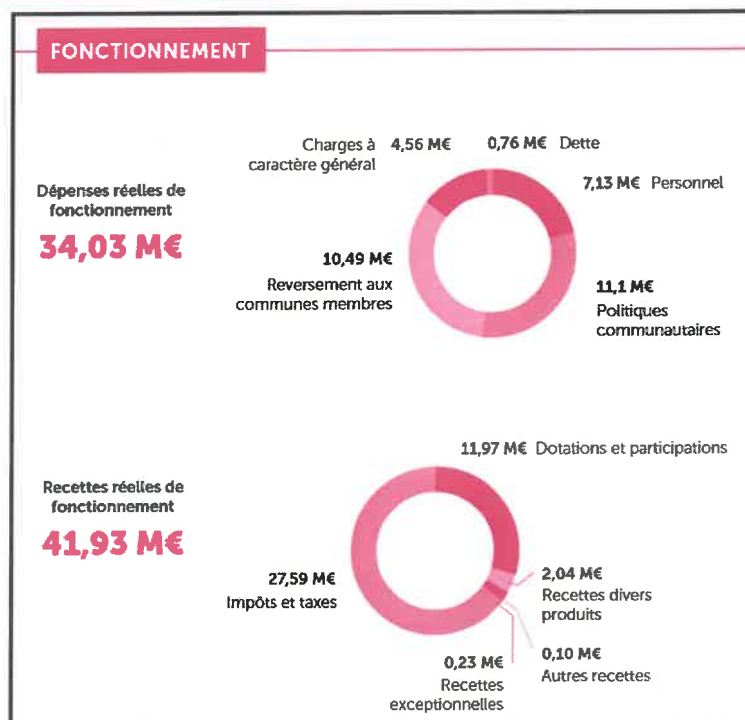 FONCTIONNEMENT
Dépenses réelles de
fonctionnement
34,03 M€
Charges à
caractère général
4,56 M€
0,76 M€ Dette
7,13 M€ Personnel
10,49 M€
Reversement aux
communes membres
11,1 M€
Politiques
communautaires
Recettes réelles de
fonctionnement
41,93 M€
11,97 M€ Dotations et participations
27,59 M€
Impôts et taxes
2,04 M€
Recettes divers
produits
0,10 M€
Autres recettes
0,23 M€
Recettes
exceptionnelles